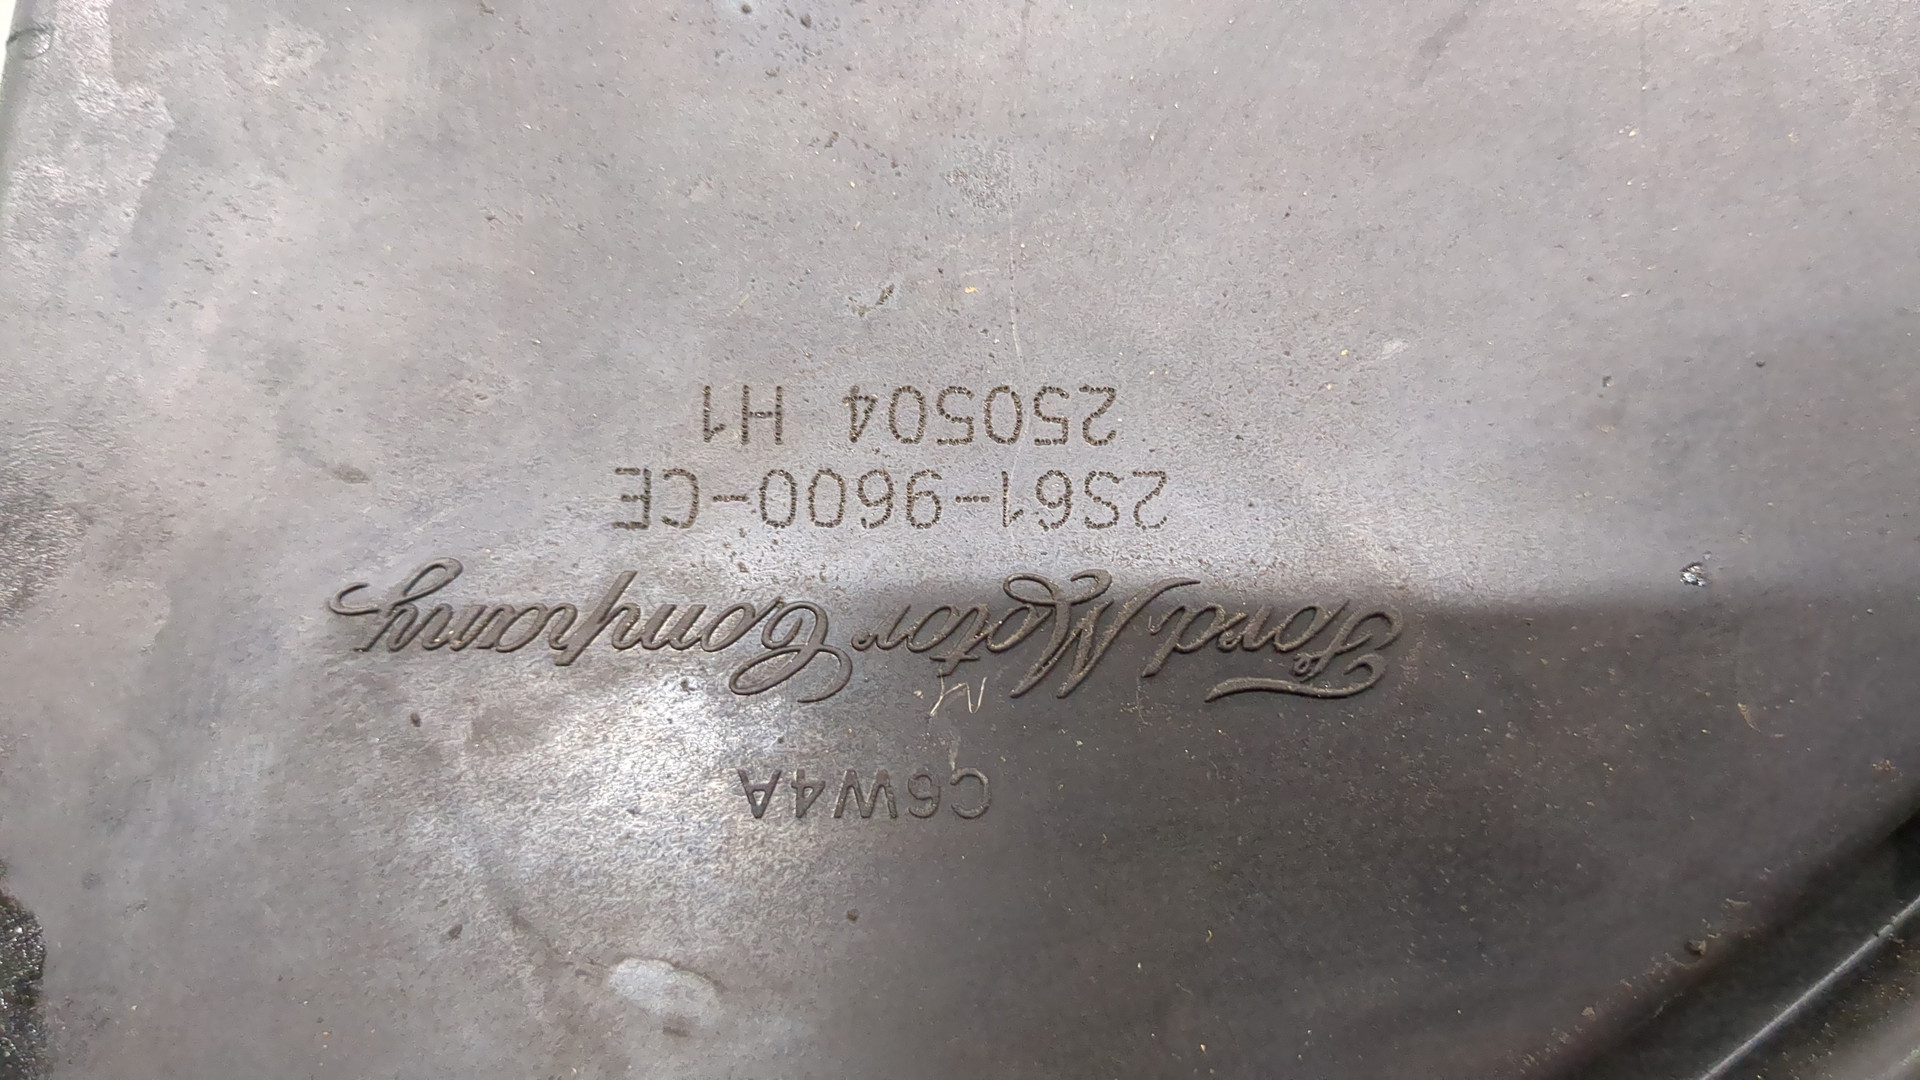 C6W4A
Ford Motor Company
2S61-9600-CE
250504 H1